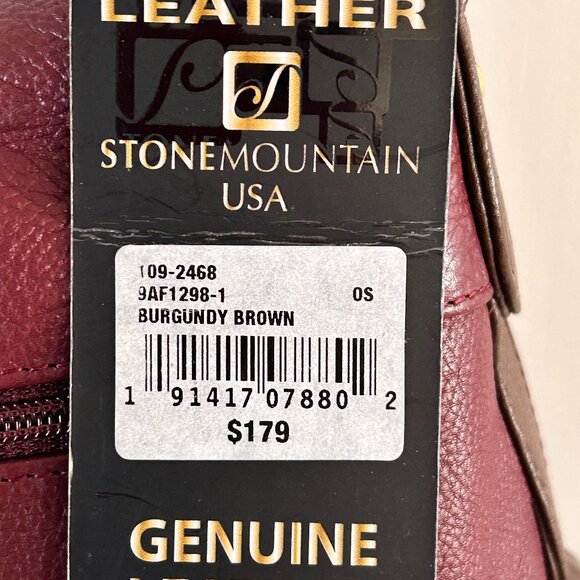 LEATHER
STONEMOUNTAIN
USA
109-2468
9AF1298-1 OS
BURGUNDY BROWN
1 91417 07880 2
$179
GENUINE